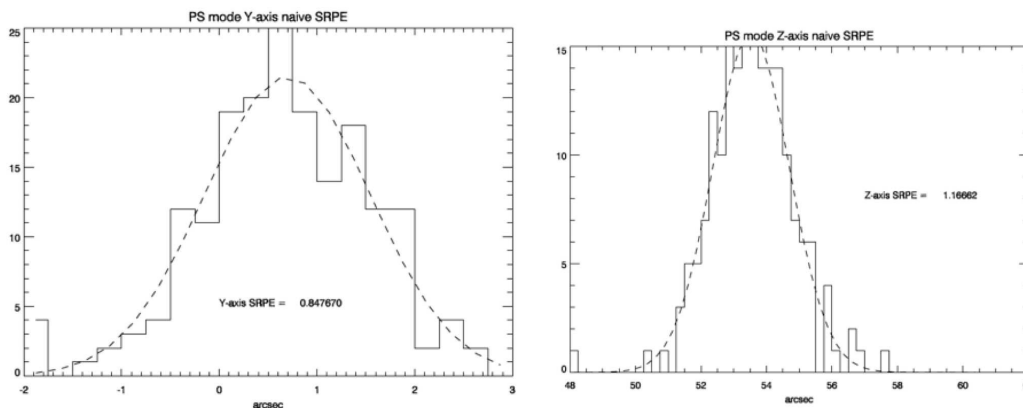 PS mode Y-axis naive SRPE
25
20
15
10
5
0
Y-axis SRPE = 0.847670
-2 -1 0 1 2 3
arcsec
PS mode Z-axis naive SRPE
15
10
5
0
Z-axis SRPE = 1.16662
48 50 52 54 56 58 60
arcsec